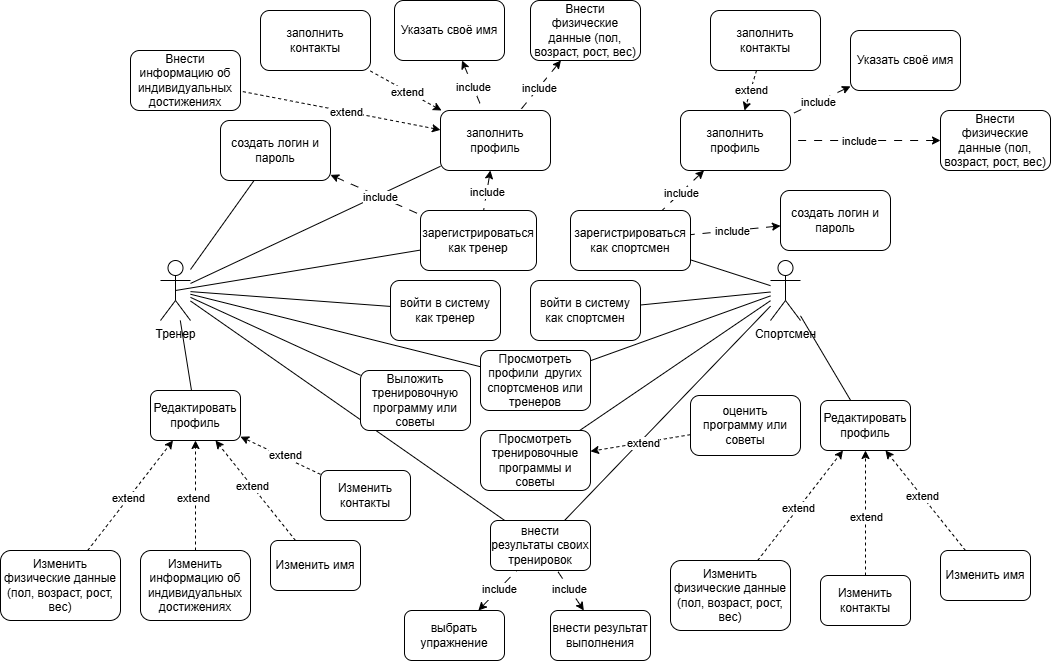 заполнить
контакты
Указать своё имя
Внести
физические
данные (пол,
возраст, рост, вес)
заполнить
контакты
Указать своё имя
Внести
информацию об
индивидуальных
достижениях
extend
include
include
extend
include
extend
заполнить
профиль
заполнить
профиль
include
Внести
физические
данные (пол,
возраст, рост, вес)
создать логин и
пароль
include
include
include
создать логин и
пароль
зарегистрироваться
как тренер
зарегистрироваться
как спортсмен
include
Тренер
войти в систему
как тренер
войти в систему
как спортсмен
Спортсмен
Просмотреть
профили других
спортсменов или
тренеров
Выложить
тренировочную
программу или
советы
Редактировать
профиль
оценить
программу или
советы
Редактировать
профиль
Просмотреть
тренировочные
программы и
советы
extend
extend
extend
extend
extend
Изменить
контакты
extend
extend
extend
внести
результаты своих
тренировок
Изменить
физические данные
(пол, возраст, рост,
вес)
Изменить
информацию об
индивидуальных
достижениях
Изменить имя
include
include
Изменить
физические данные
(пол, возраст, рост,
вес)
Изменить
контакты
Изменить имя
выбрать
упражнение
внести результат
выполнения